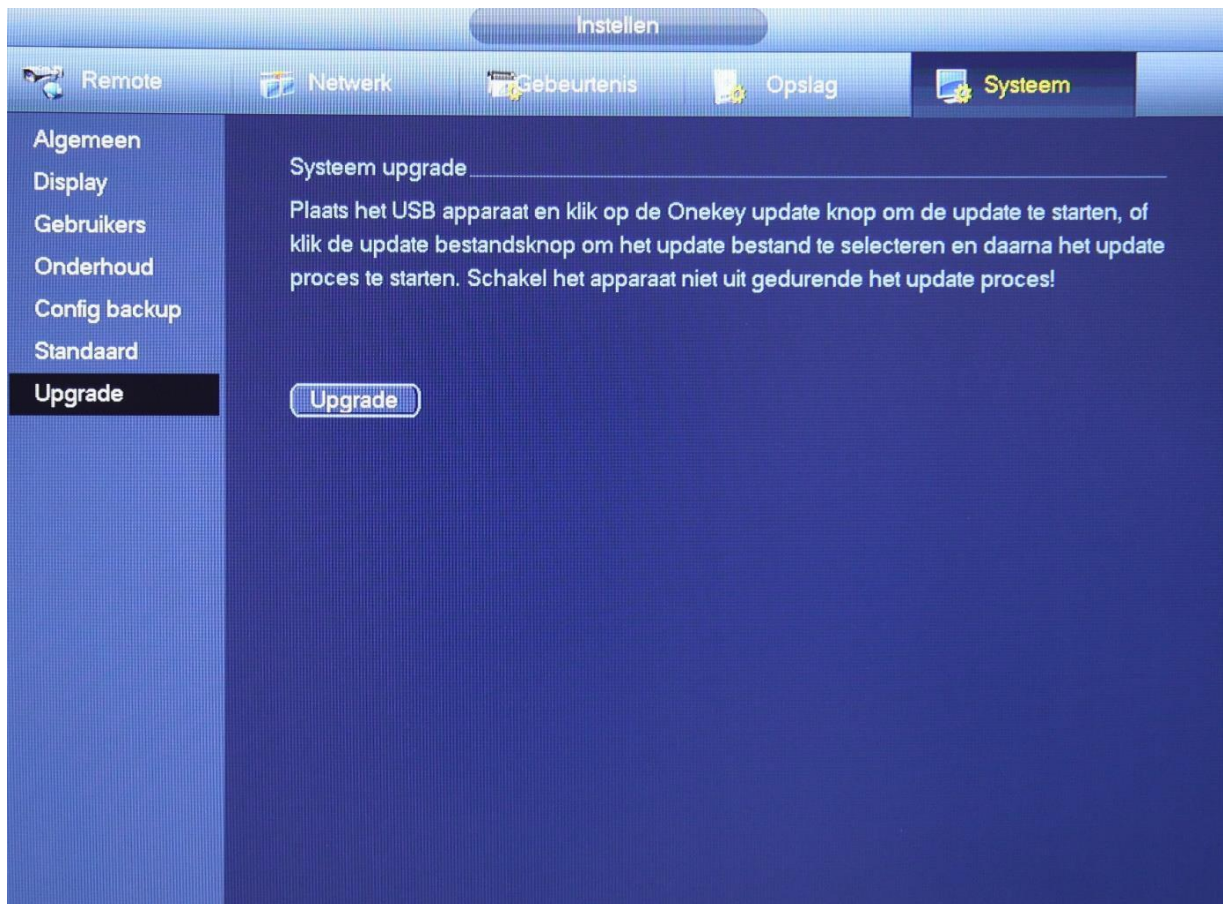 Instellen
Remote
Netwerk
Gebeurtenis
Opslag
Systeem
Algemeen
Display
Gebruikers
Onderhoud
Config backup
Standaard
Upgrade
Systeem upgrade
Plaats het USB apparaat en klik op de Onekey update knop om de update te starten, of
klik de update bestandsknop om het update bestand te selecteren en daarna het update
proces te starten. Schakel het apparaat niet uit gedurende het update proces!
Upgrade